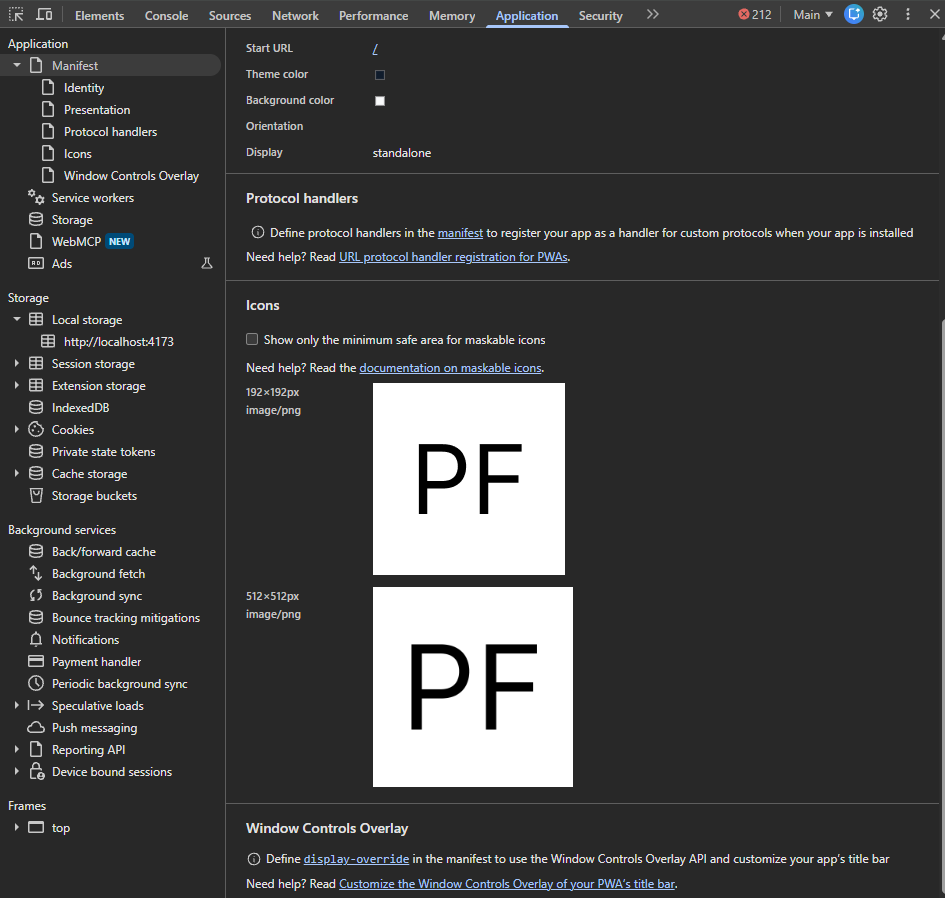 Elements Console Sources Network Performance Memory Application Security 212 Main
Application
Manifest
Identity
Presentation
Protocol handlers
Icons
Window Controls Overlay
Service workers
Storage
WebMCP NEW
Ads
Storage
Local storage
http://localhost:4173
Session storage
Extension storage
IndexedDB
Cookies
Private state tokens
Cache storage
Storage buckets
Background services
Back/forward cache
Background fetch
Background sync
Bounce tracking mitigations
Notifications
Payment handler
Periodic background sync
Speculative loads
Push messaging
Reporting API
Device bound sessions
Frames
top
Start URL /
Theme color
Background color
Orientation
Display standalone
Protocol handlers
Define protocol handlers in the manifest to register your app as a handler for custom protocols when your app is installed
Need help? Read URL protocol handler registration for PWAs.
Icons
Show only the minimum safe area for maskable icons
Need help? Read the documentation on maskable icons.
192×192px
image/png
PF
512×512px
image/png
PF
Window Controls Overlay
Define display-override in the manifest to use the Window Controls Overlay API and customize your app's title bar
Need help? Read Customize the Window Controls Overlay of your PWA's title bar.